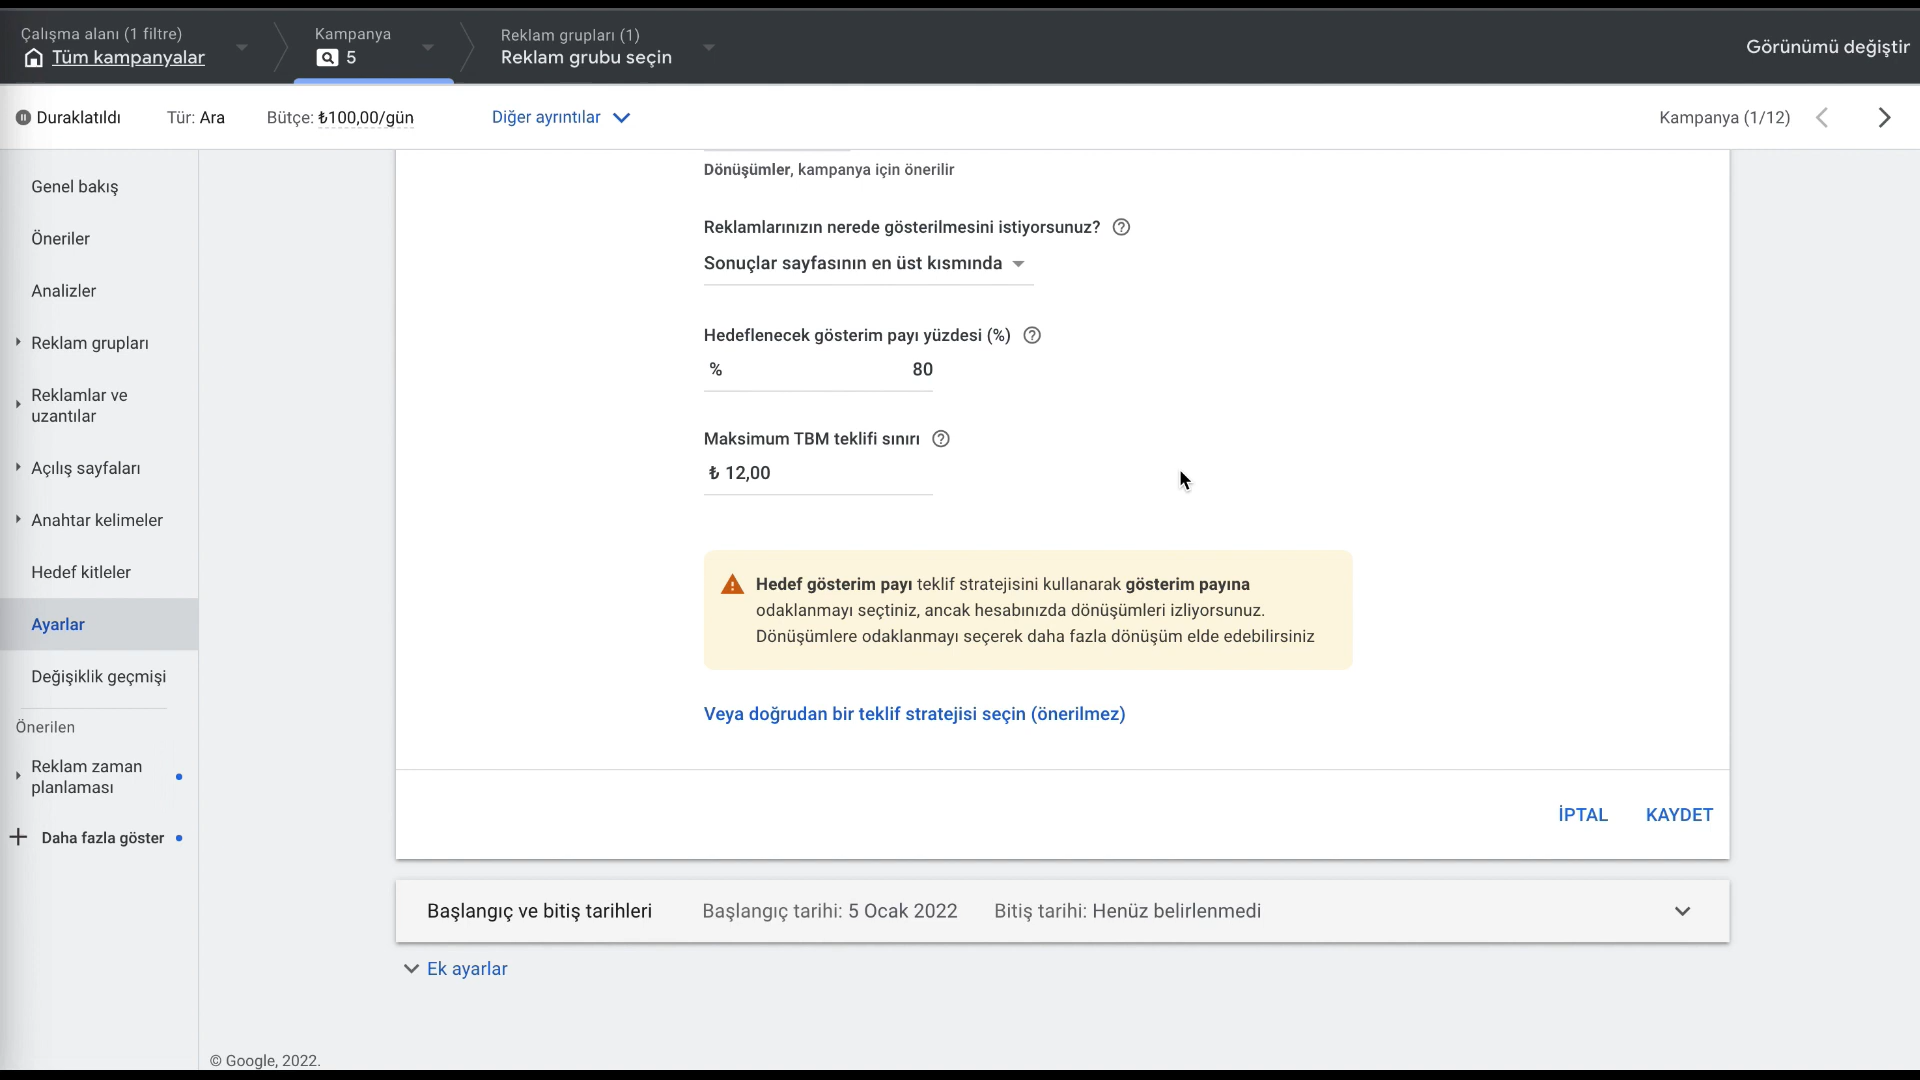 Çalışma alanı (1 filtre)
Tüm kampanyalar
Kampanya
5
Reklam grupları (1)
Reklam grubu seçin
Görünümü değiştir
Duraklatıldı
Tür: Ara
Bütçe: ₺100,00/gün
Diğer ayrıntılar
Kampanya (1/12)
Genel bakış
Öneriler
Analizler
Reklam grupları
Reklamlar ve
uzantılar
Açılış sayfaları
Anahtar kelimeler
Hedef kitleler
Ayarlar
Değişiklik geçmişi
Önerilen
Reklam zaman
planlaması
Daha fazla göster
Dönüşümler, kampanya için önerilir
Reklamlarınızın nerede gösterilmesini istiyorsunuz?
Sonuçlar sayfasının en üst kısmında
Hedeflenecek gösterim payı yüzdesi (%)
% 80
Maksimum TBM teklifi sınırı
₺ 12,00
Hedef gösterim payı teklif stratejisini kullanarak gösterim payına
odaklanmayı seçtiniz, ancak hesabınızda dönüşümleri izliyorsunuz.
Dönüşümlere odaklanmayı seçerek daha fazla dönüşüm elde edebilirsiniz
Veya doğrudan bir teklif stratejisi seçin (önerilmez)
İPTAL
KAYDET
Başlangıç ve bitiş tarihleri
Başlangıç tarihi: 5 Ocak 2022
Bitiş tarihi: Henüz belirlenmedi
Ek ayarlar
© Google, 2022.